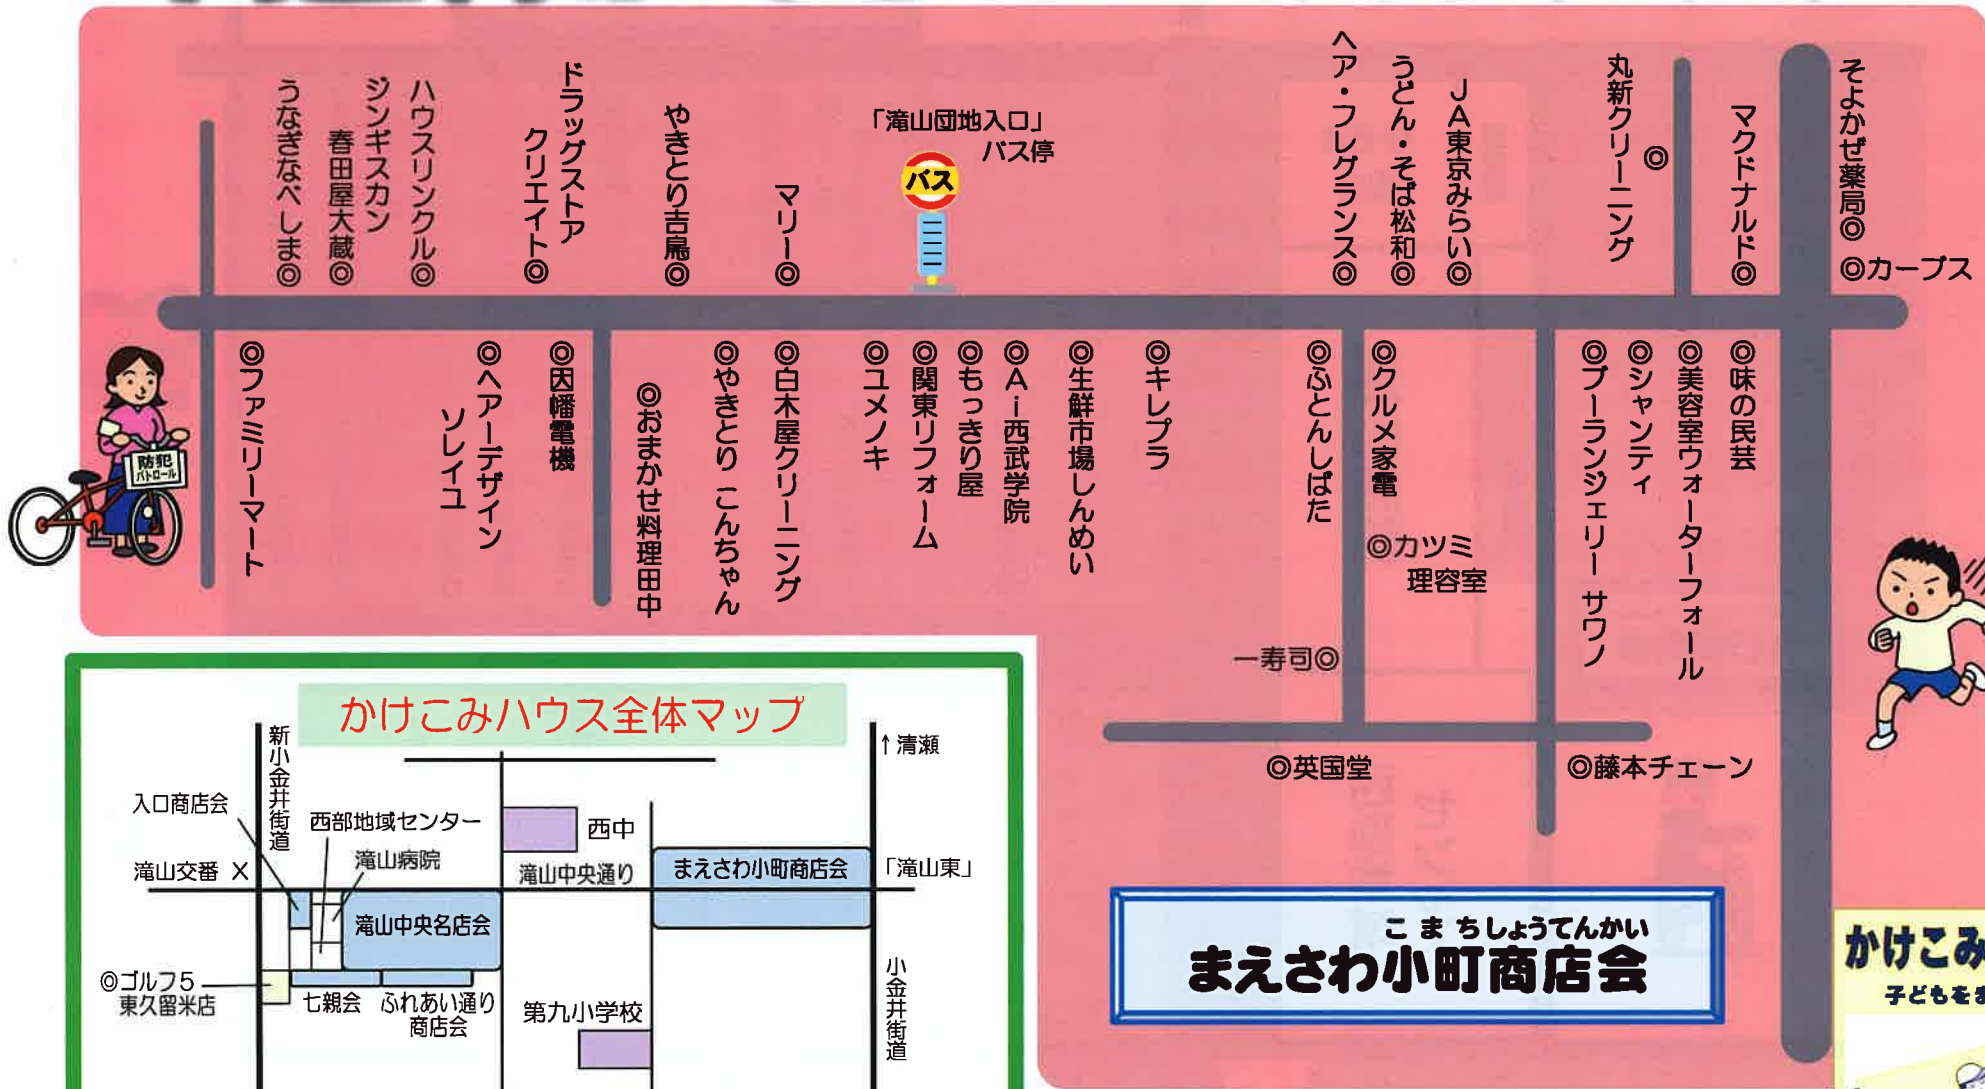 うなぎなべしま◎
ジンギスカン
春田屋大蔵◎
ハウスリンクル◎
ドラッグストア
クリエイト◎
やきとり吉鳥◎
マリー◎
「滝山団地入口」
バス停
バス
ヘア・フレグランス◎
うどん・そば松和◎
JA東京みらい◎
丸新クリーニング
◎
マクドナルド◎
そよかぜ薬局◎
◎カーブス
防犯
パトロール
◎ファミリーマート
◎ヘアーデザイン
ソレイユ
◎因幡電機
◎おまかせ料理田中
◎やきとり こんちゃん
◎白木屋クリーニング
◎ユメノキ
◎関東リフォーム
◎もっきり屋
◎Ai西武学院
◎生鮮市場しんめい
◎キレプラ
◎ふとんしばた
◎クルメ家電
◎カツミ
理容室
◎ブーランジェリー サワノ
◎シャンティ
◎美容室ウォーターフォール
◎味の民芸
一寿司◎
◎英国堂
◎藤本チェーン
かけこみハウス全体マップ
新小金井街道
↑清瀬
入口商店会
西部地域センター
滝山病院
西中
滝山交番 X
滝山中央通り
まえさわ小町商店会
「滝山東」
滝山中央名店会
◎ゴルフ5
東久留米店
七親会
ふれあい通り
商店会
第九小学校
小金井街道
こまちしょうてんかい
まえさわ小町商店会
かけこみ
子どもを